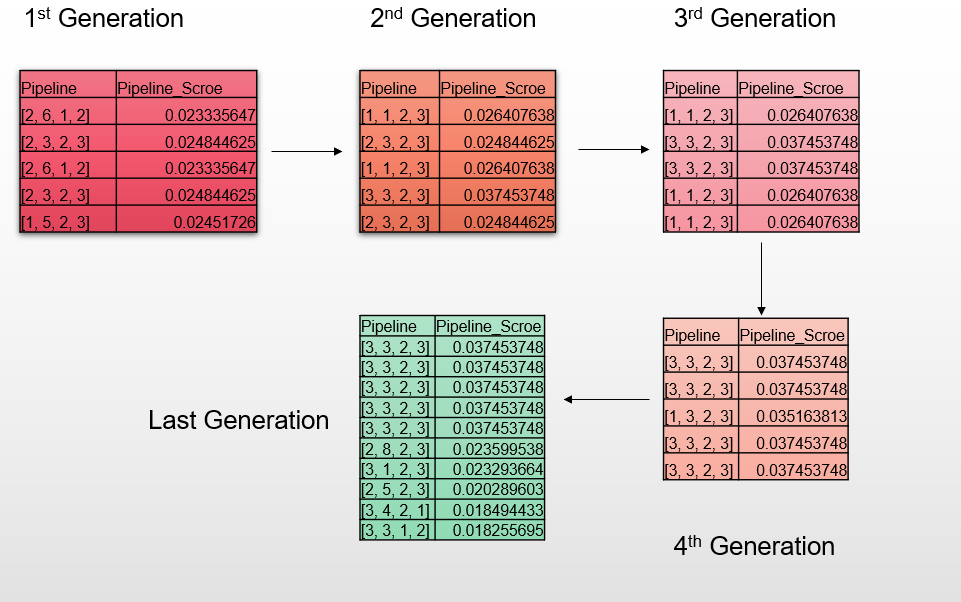 1st Generation
2nd Generation
3rd Generation
Pipeline Pipeline_Scroe
[2, 6, 1, 2] 0.023335647
[2, 3, 2, 3] 0.024844625
[2, 6, 1, 2] 0.023335647
[2, 3, 2, 3] 0.024844625
[1, 5, 2, 3] 0.02451726
Pipeline Pipeline_Scroe
[1, 1, 2, 3] 0.026407638
[2, 3, 2, 3] 0.024844625
[1, 1, 2, 3] 0.026407638
[3, 3, 2, 3] 0.037453748
[2, 3, 2, 3] 0.024844625
Pipeline Pipeline_Scroe
[1, 1, 2, 3] 0.026407638
[3, 3, 2, 3] 0.037453748
[3, 3, 2, 3] 0.037453748
[1, 1, 2, 3] 0.026407638
[1, 1, 2, 3] 0.026407638
Pipeline Pipeline_Scroe
[3, 3, 2, 3] 0.037453748
[3, 3, 2, 3] 0.037453748
[1, 3, 2, 3] 0.035163813
[3, 3, 2, 3] 0.037453748
[3, 3, 2, 3] 0.037453748
4th Generation
Pipeline Pipeline_Scroe
[3, 3, 2, 3] 0.037453748
[3, 3, 2, 3] 0.037453748
[3, 3, 2, 3] 0.037453748
[3, 3, 2, 3] 0.037453748
[3, 3, 2, 3] 0.037453748
[2, 8, 2, 3] 0.023599538
[3, 1, 2, 3] 0.023293664
[2, 5, 2, 3] 0.020289603
[3, 4, 2, 1] 0.018494433
[3, 3, 1, 2] 0.018255695
Last Generation